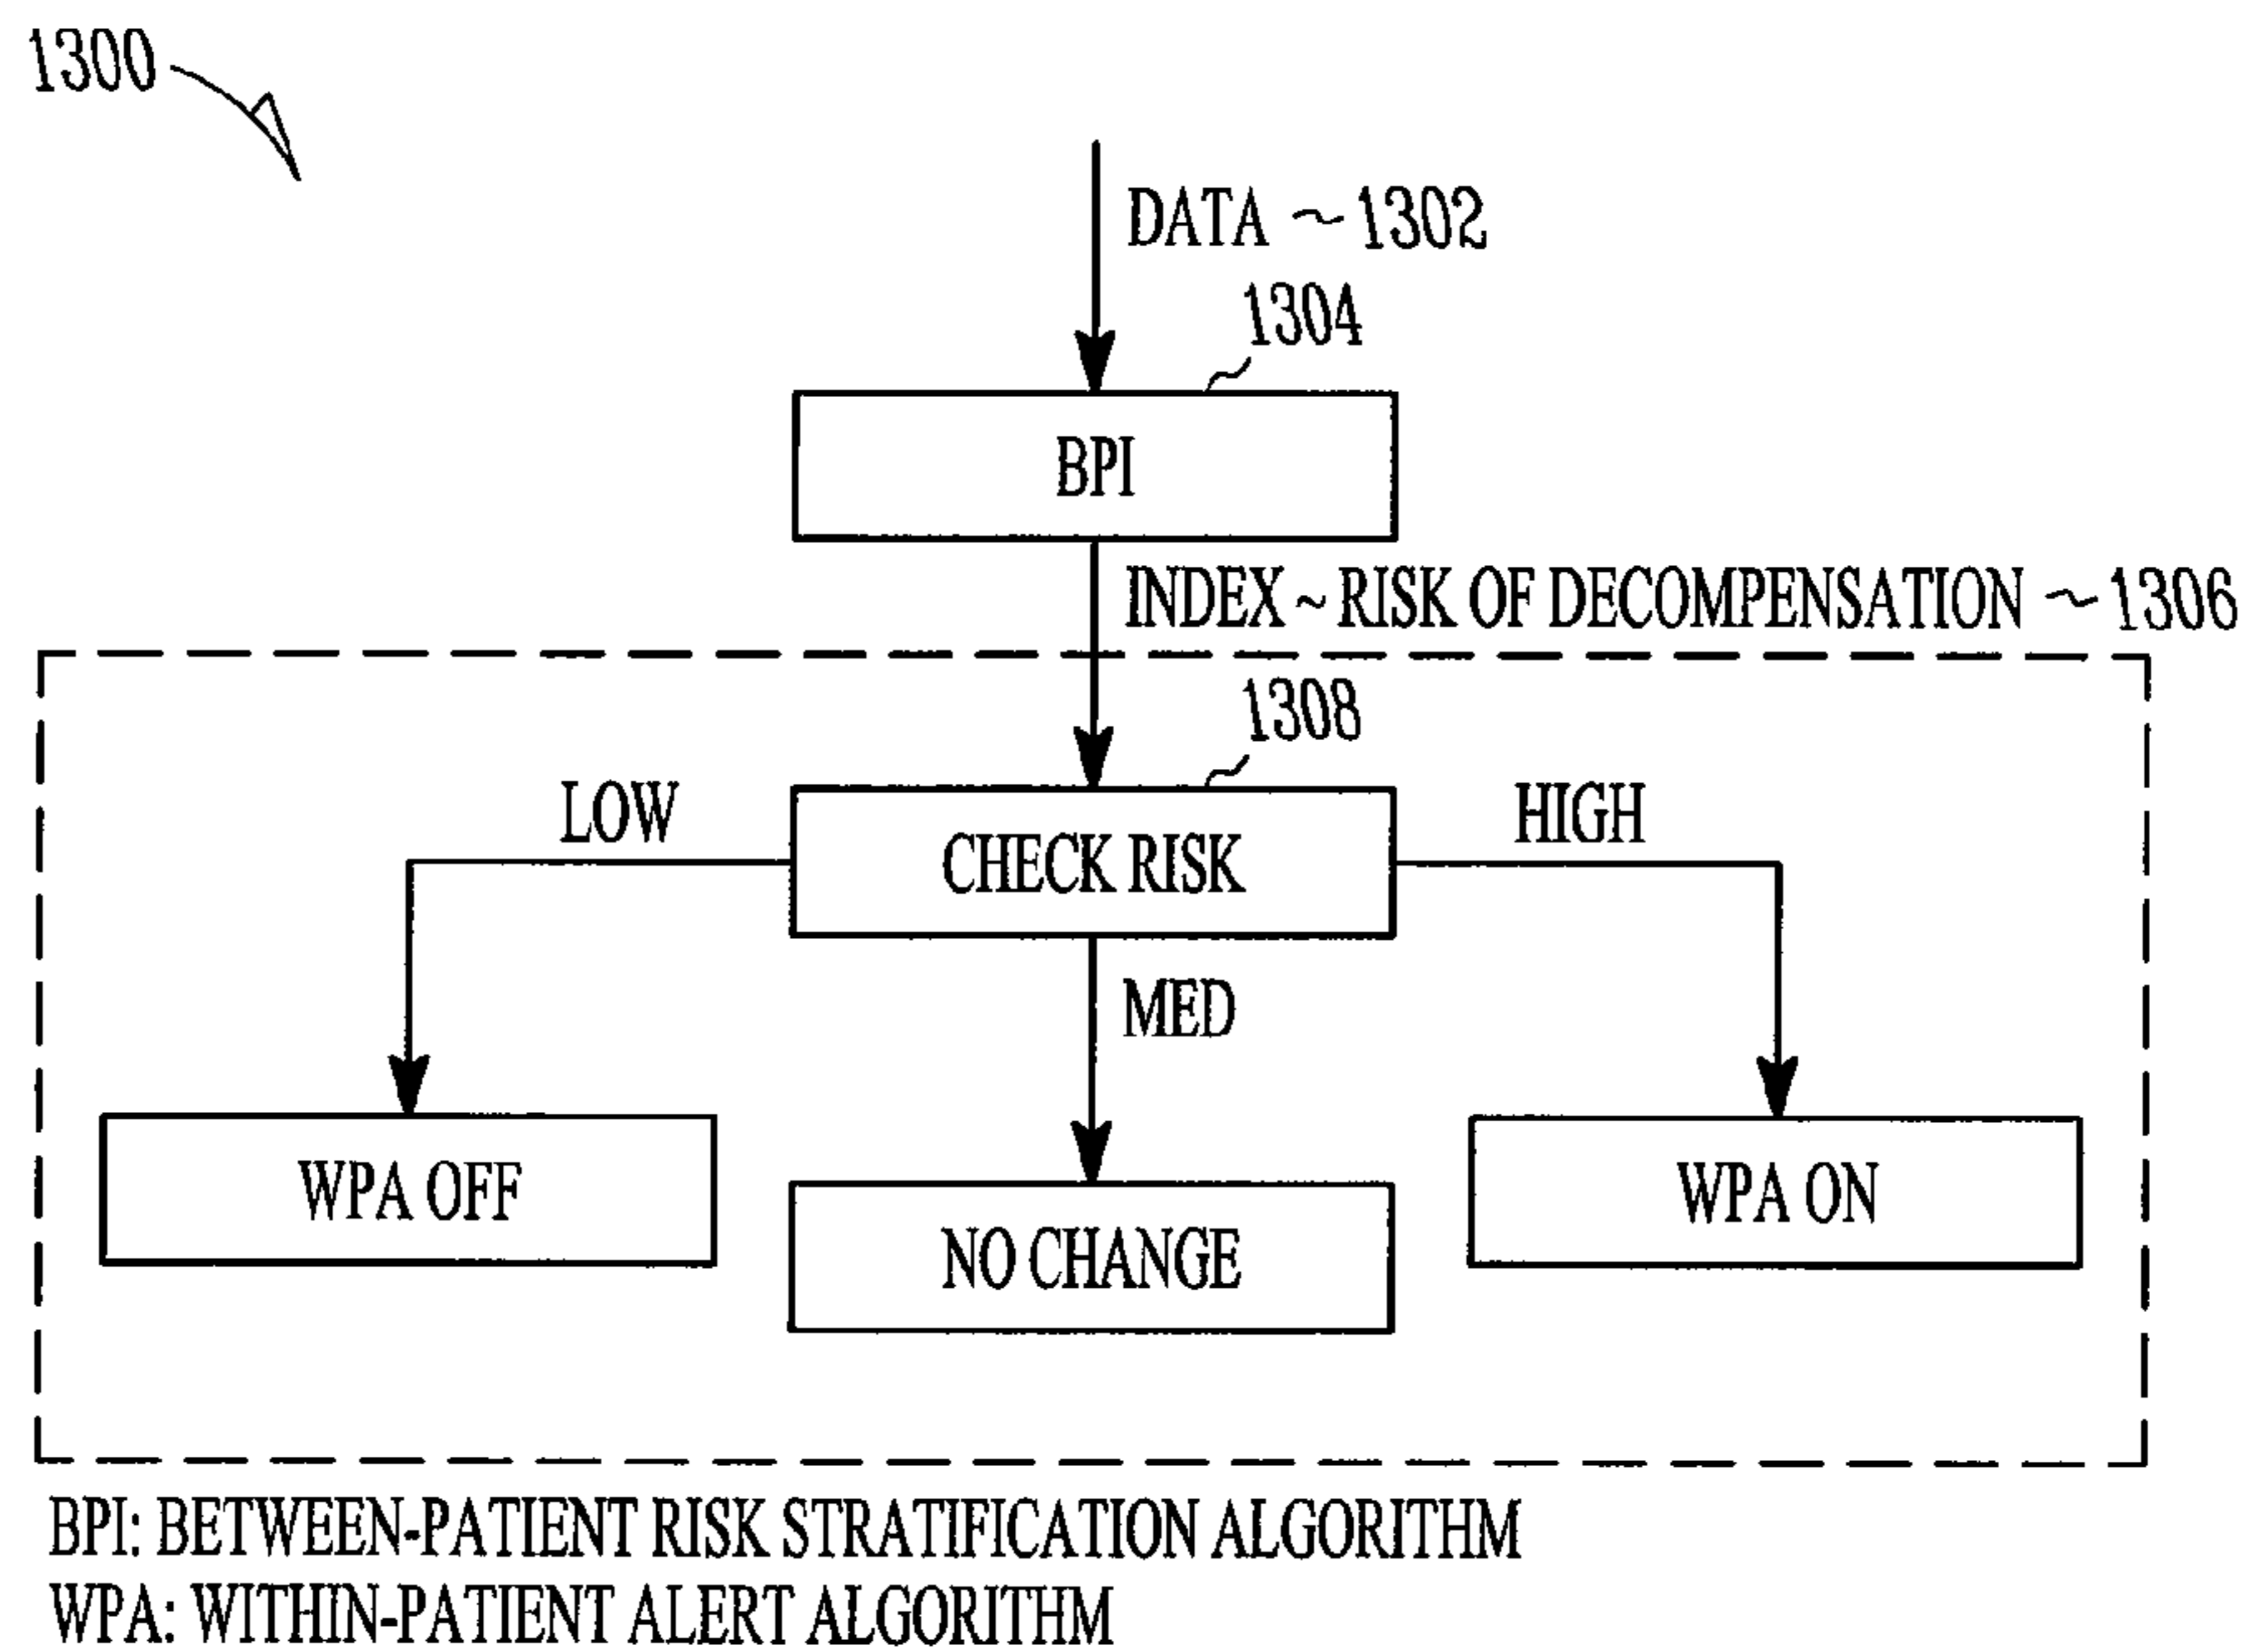 1300
DATA ~ 1302
1304
BPI
INDEX ~ RISK OF DECOMPENSATION ~ 1306
1308
LOW
CHECK RISK
HIGH
MED
WPA OFF
NO CHANGE
WPA ON
BPI: BETWEEN-PATIENT RISK STRATIFICATION ALGORITHM
WPA: WITHIN-PATIENT ALERT ALGORITHM